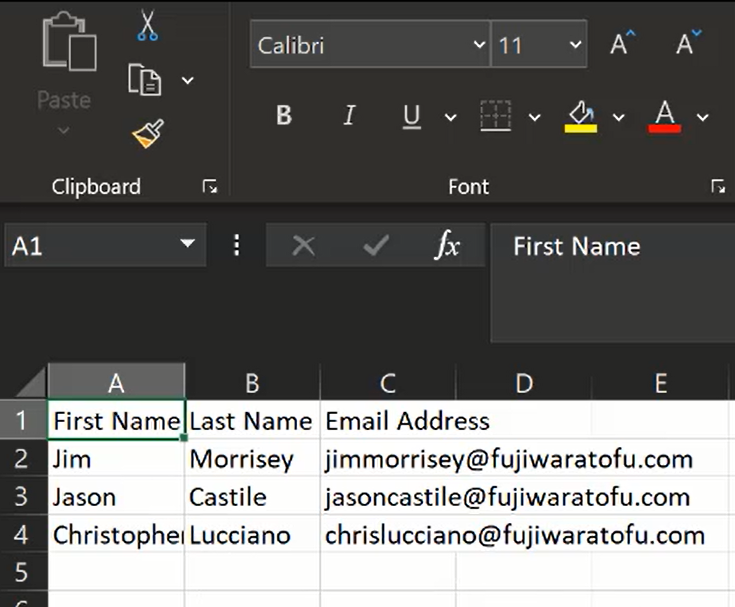 Calibri 11 A A
Paste
B I U A
Clipboard Font
A1 fx First Name
A B C D E
1 First Name Last Name Email Address
2 Jim Morrisey jimmorrisey@fujiwaratofu.com
3 Jason Castile jasoncastile@fujiwaratofu.com
4 Christopher Lucciano chrislucciano@fujiwaratofu.com
5
6